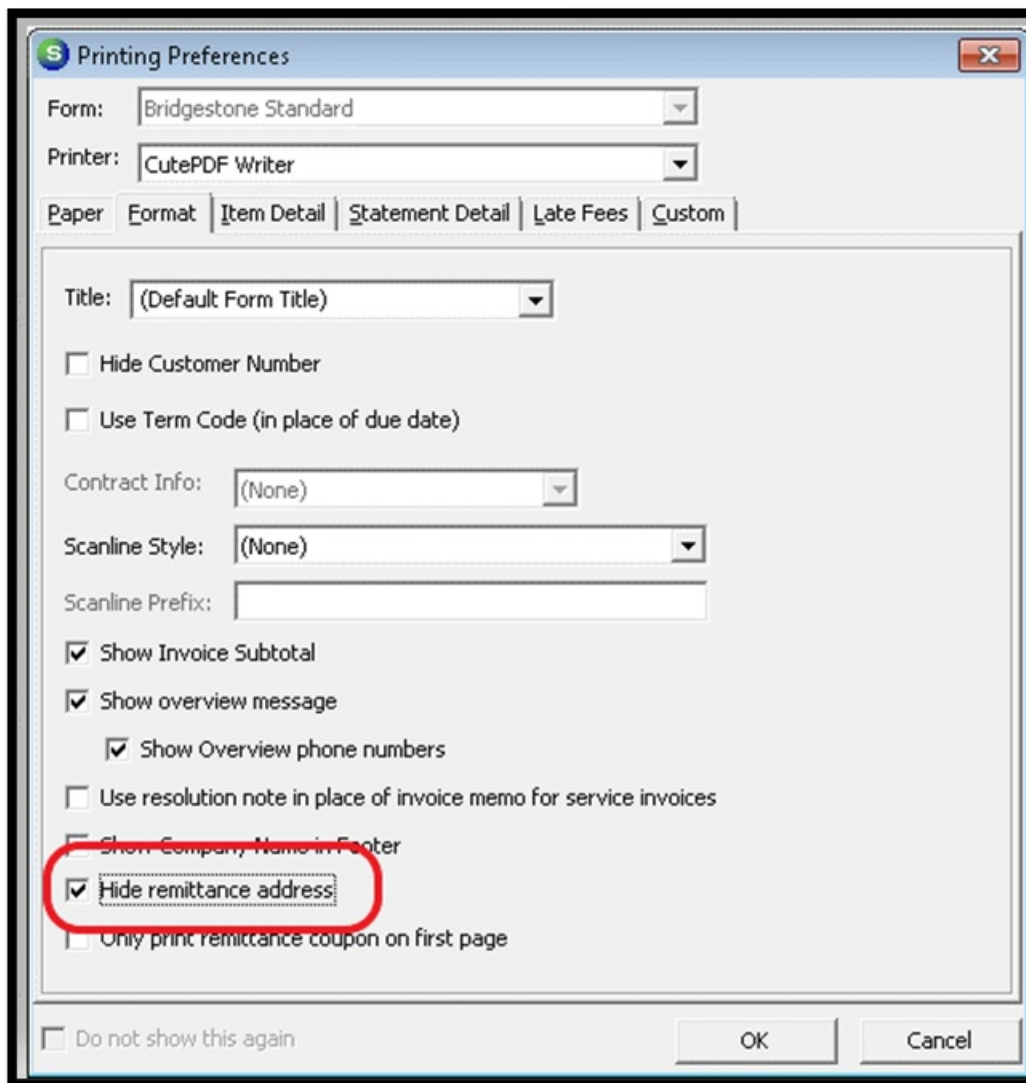 S Printing Preferences
Form: Bridgestone Standard
Printer: CutePDF Writer
Paper Format Item Detail Statement Detail Late Fees Custom
Title: (Default Form Title)
Hide Customer Number
Use Term Code (in place of due date)
Contract Info: (None)
Scanline Style: (None)
Scanline Prefix:
Show Invoice Subtotal
Show overview message
Show Overview phone numbers
Use resolution note in place of invoice memo for service invoices
Show Company Name in Footer
Hide remittance address
Only print remittance coupon on first page
Do not show this again OK Cancel